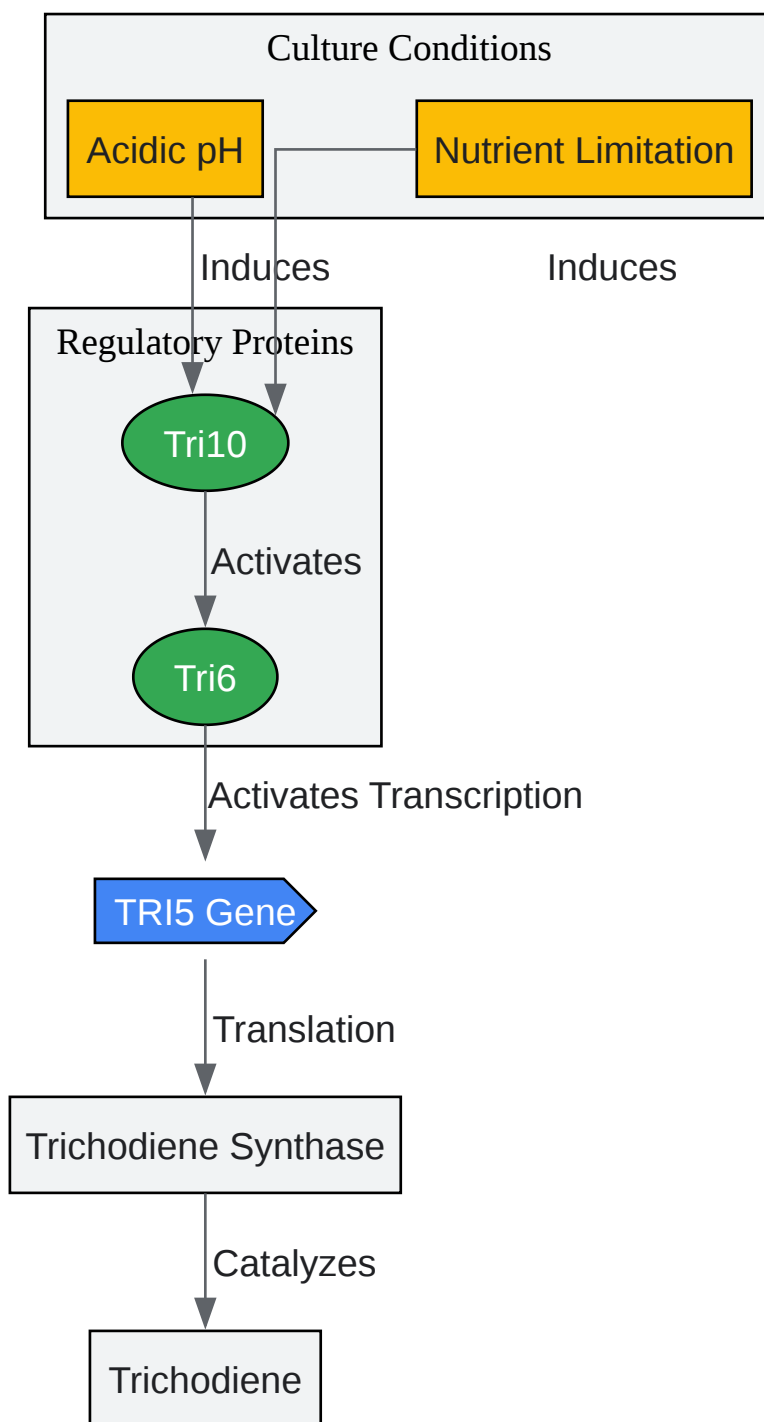 Culture Conditions
Acidic pH
Nutrient Limitation
Induces
Induces
Regulatory Proteins
Tri10
Activates
Tri6
Activates Transcription
TRI5 Gene
Translation
Trichodiene Synthase
Catalyzes
Trichodiene